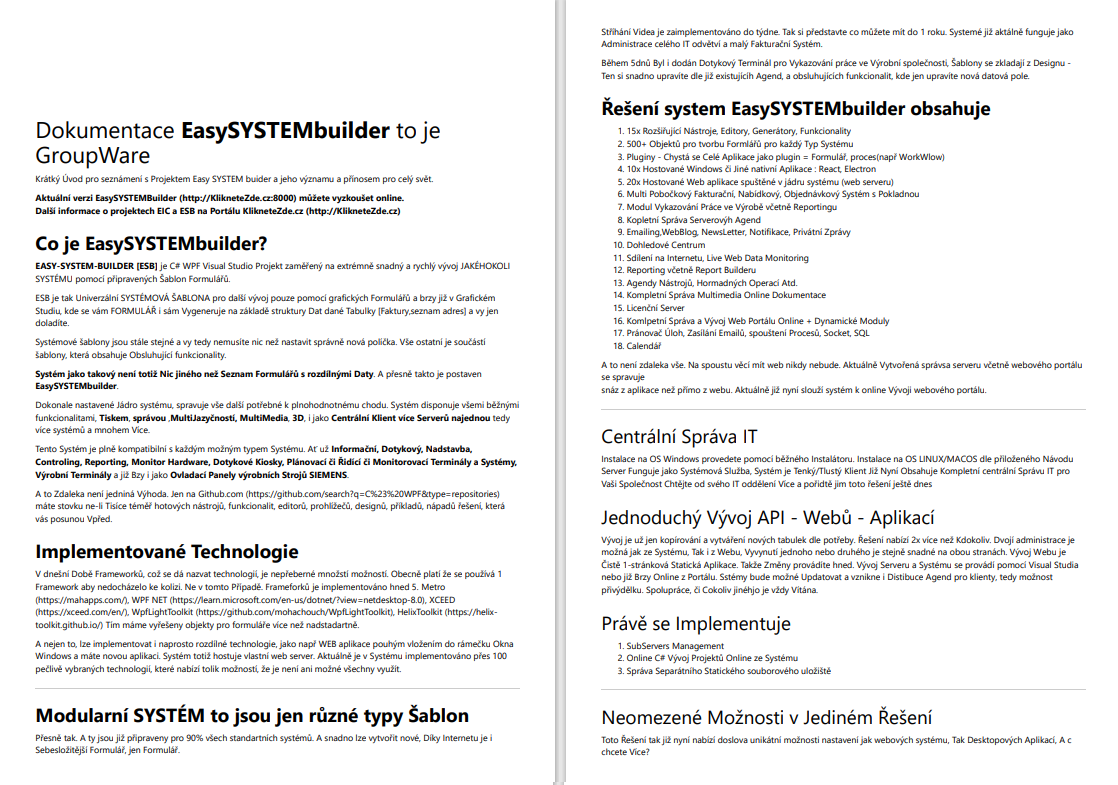 Dokumentace EasySYSTEMbuilder to je
GroupWare
Krátký Úvod pro seznámení s Projektem Easy SYSTEM buider a jeho významu a přínosem pro celý svět.
Aktuální verzi EasySYSTEMBuilder (http://KlikneteZde.cz:8000) můžete vyzkoušet online.
Další informace o projektech EIC a ESB na Portálu KlikneteZde.cz (http://KlikneteZde.cz)
Co je EasySYSTEMbuilder?
EASY-SYSTEM-BUILDER [ESB] je C# WPF Visual Studio Projekt zaměřený na extrémně snadný a rychlý vývoj JAKÉHOKOLI
SYSTÉMU pomocí připravených Šablon Formulářů.
ESB je tak Univerzální SYSTÉMOVÁ ŠABLONA pro další vývoj pouze pomocí grafických Formulářů a brzy již v Grafickém
Studiu, kde se vám FORMULÁŘ i sám Vygeneruje na základě struktury Dat dané Tabulky [Faktury,seznam adres] a vy jen
doladíte.
Systémové šablony jsou stále stejné a vy tedy nemusíte nic než nastavit správně nová políčka. Vše ostatní je součástí
šablony, která obsahuje Obsluhující funkcionality.
Systém jako takový není totiž Nic jiného než Seznam Formulářů s rozdílnými Daty. A přesně takto je postaven
EasySYSTEMbuilder.
Dokonale nastavené Jádro systému, spravuje vše další potřebné k plnohodnotnému chodu. Systém disponuje všemi běžnými
funkcionalitami, Tiskem, správou ,MultiJazyčností, MultiMedia, 3D, i jako Centrální Klient více Serverů najednou tedy
více systémů a mnohem Více.
Tento Systém je plně kompatibilní s každým možným typem Systému. Ať už Informační, Dotykový, Nadstavba,
Controling, Reporting, Monitor Hardware, Dotykové Kiosky, Plánovací či Řídící či Monitorovací Terminály a Systémy,
Výrobní Terminály a již Bzy i jako Ovladací Panely výrobních Strojů SIEMENS.
A to Zdaleka není jedniná Výhoda. Jen na Github.com (https://github.com/search?q=C%23%20WPF&type=repositories)
máte stovku ne-li Tisíce téměř hotových nástrojů, funkcionalit, editorů, prohlížečů, designů, příkladů, nápadů řešení, která
vás posunou Vpřed.
Implementované Technologie
V dnešní Době Frameworků, což se dá nazvat technologií, je nepřeberné množstží možností. Obecně platí že se používá 1
Framework aby nedocházelo ke kolizi. Ne v tomto Případě. Frameforků je implementováno hned 5. Metro
(https://mahapps.com/), WPF NET (https://learn.microsoft.com/en-us/dotnet/?view=netdesktop-8.0), XCEED
(https://xceed.com/en/), WpfLightToolkit (https://github.com/mohachouch/WpfLightToolkit), HelixToolkit (https://helix-
toolkit.github.io/) Tím máme vyřešeny objekty pro formuláře více než nadstadartně.
A nejen to, lze implementovat i naprosto rozdílné technologie, jako např WEB aplikace pouhým vložením do rámečku Okna
Windows a máte novou aplikaci. Systém totiž hostuje vlastní web server. Aktuálně je v Systému implementováno přes 100
pečlivě vybraných technologií, které nabízí tolik možností, že je není ani možné všechny využít.
Modularní SYSTÉM to jsou jen různé typy Šablon
Přesně tak. A ty jsou již připraveny pro 90% všech standartních systémů. A snadno lze vytvořit nové, Díky Internetu je i
Sebesložitější Formulář, jen Formulář.
Stříhání Videa je zaimplementováno do týdne. Tak si představte co můžete mít do 1 roku. Systemé již aktálně funguje jako
Administrace celého IT odvětví a malý Fakturační Systém.
Během 5dnů Byl i dodán Dotykový Terminál pro Vykazování práce ve Výrobní společnosti, Šablony se zkladají z Designu -
Ten si snadno upravíte dle již existujících Agend, a obsluhujících funkcionalit, kde jen upravíte nová datová pole.
Řešení system EasySYSTEMbuilder obsahuje
1. 15x Rozšiřující Nástroje, Editory, Generátory, Funkcionality
2. 500+ Objektů pro tvorbu Formlářů pro každý Typ Systému
3. Pluginy - Chystá se Celé Aplikace jako plugin = Formulář, proces(např WorkWlow)
4. 10x Hostované Windows či Jiné nativní Aplikace : React, Electron
5. 20x Hostované Web aplikace spuštěné v jádru systému (web serveru)
6. Multi Pobočkový Fakturační, Nabídkový, Objednávkový Systém s Pokladnou
7. Modul Vykazování Práce ve Výrobě včetně Reportingu
8. Kopletní Správa Serverovýh Agend
9. Emailing,WebBlog, NewsLetter, Notifikace, Privátní Zprávy
10. Dohledové Centrum
11. Sdílení na Internetu, Live Web Data Monitoring
12. Reporting včetně Report Builderu
13. Agendy Nástrojů, Hormadných Operací Atd.
14. Kompletní Správa Multimedia Online Dokumentace
15. Licenční Server
16. Komlpetní Správa a Vývoj Web Portálu Online + Dynamické Moduly
17. Pránovač Úloh, Zasílání Emailů, spouštení Procesů, Socket, SQL
18. Calendář
A to není zdaleka vše. Na spoustu věcí mít web nikdy nebude. Aktuálně Vytvořená správsa serveru včetně webového portálu
se spravuje
snáz z aplikace než přímo z webu. Aktuálně již nyní slouží systém k online Vývoji webového portálu.
Centrální Správa IT
Instalace na OS Windows provedete pomocí běžného Instalátoru. Instalace na OS LINUX/MACOS dle přiloženého Návodu
Server Funguje jako Systémová Služba, Systém je Tenký/Tlustý Klient Již Nyní Obsahuje Kompletní centrální Správu IT pro
Vaši Společnost Chtějte od svého IT oddělení Více a pořidtě jim toto řešení ještě dnes
Jednoduchý Vývoj API - Webů - Aplikací
Vývoj je už jen kopírování a vytváření nových tabulek dle potřeby. Řešení nabízí 2x více než Kdokoliv. Dvojí administrace je
možná jak ze Systému, Tak i z Webu, Vyvynutí jednoho nebo druhého je stejně snadné na obou stranách. Vývoj Webu je
Čistě 1-stránková Statická Aplikace. Takže Změny provádíte hned. Vývoj Serveru a Systému se provádí pomocí Visual Studia
nebo již Brzy Online z Portálu. Sstémy bude možné Updatovat a vznikne i Distibuce Agend pro klienty, tedy možnost
přivýdělku. Spolupráce, či Cokoliv jinéhjo je vždy Vítána.
Právě se Implementuje
1. SubServers Management
2. Online C# Vývoj Projektů Online ze Systému
3. Správa Separátního Statického souborového uložiště
Neomezené Možnosti v Jediném Řešení
Toto Řešení tak již nyní nabízí doslova unikátní možnosti nastavení jak webových systému, Tak Desktopových Aplikací, A c
chcete Více?